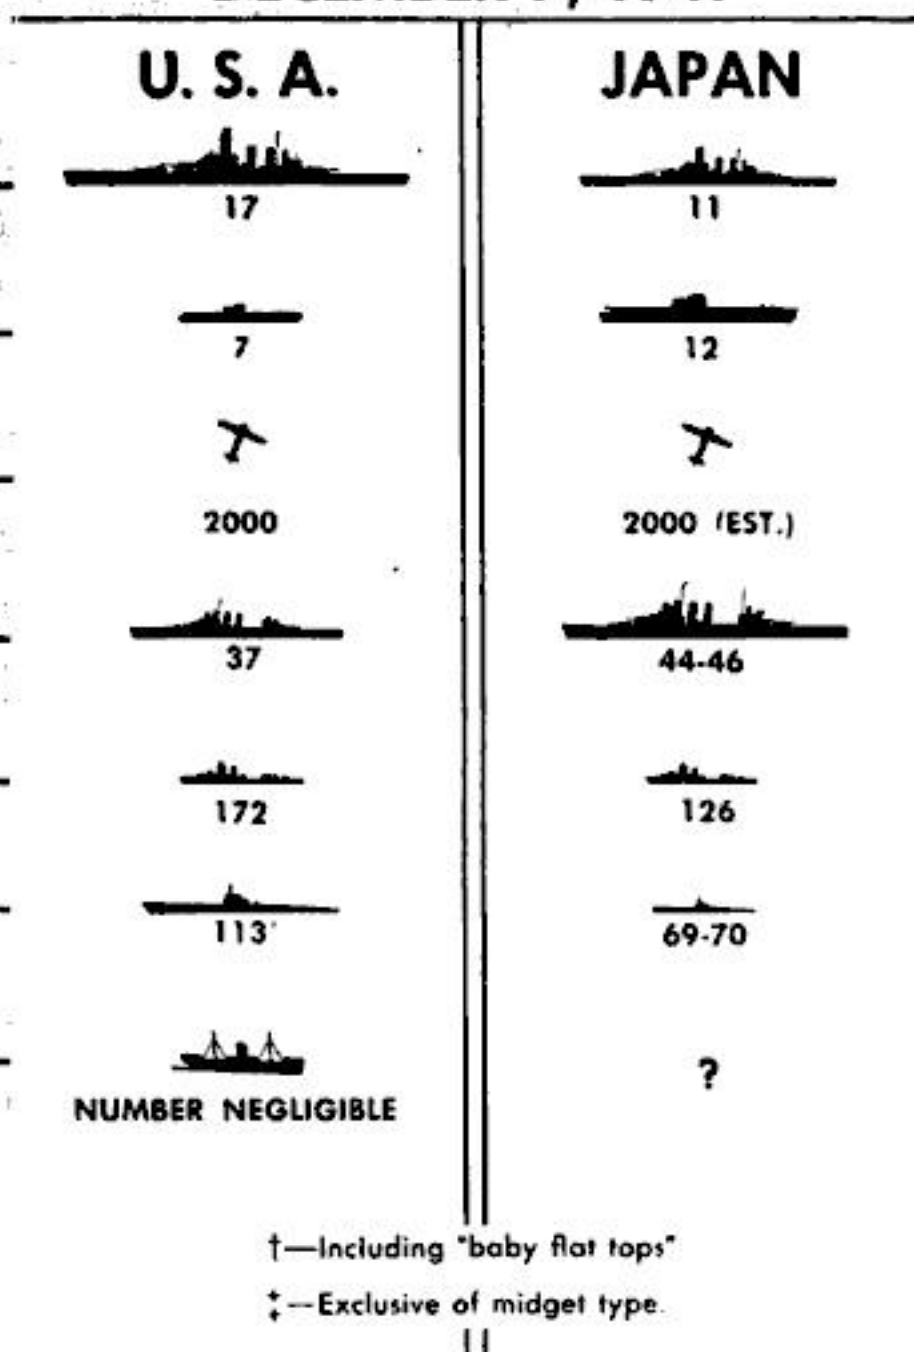 U. S. A. JAPAN
17 11
7 12
2000 2000 (EST.)
37 44-46
172 126
113 69-70
?
NUMBER NEGLIGIBLE
†—Including "baby flat tops"
‡—Exclusive of midget type.